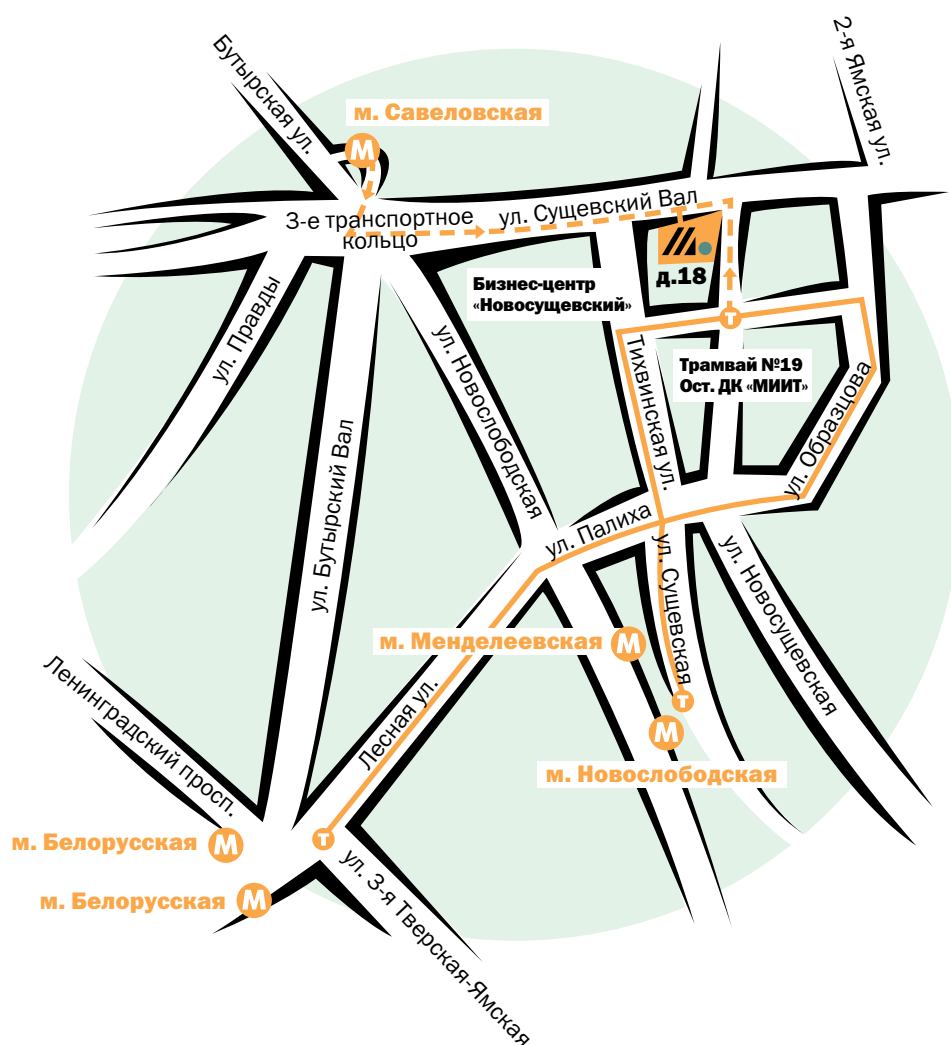 2-я Ямская ул.
Бутырская ул.
м. Савеловская
М
3-е транспортное
кольцо
ул. Сущевский Вал
д.18
Бизнес-центр
«Новосущевский»
Т
Трамвай №19
Ост. ДК «МИИТ»
ул. Правды
ул. Новослободская
Тихвинская ул.
ул. Образцова
ул. Бутырский Вал
ул. Палиха
ул. Сущевская
ул. Новосущевская
м. Менделеевская
М
Т
М
м. Новослободская
Лесная ул.
Ленинградский просп.
м. Белорусская
М
Т
м. Белорусская
М
ул. 3-я Тверская-Ямская